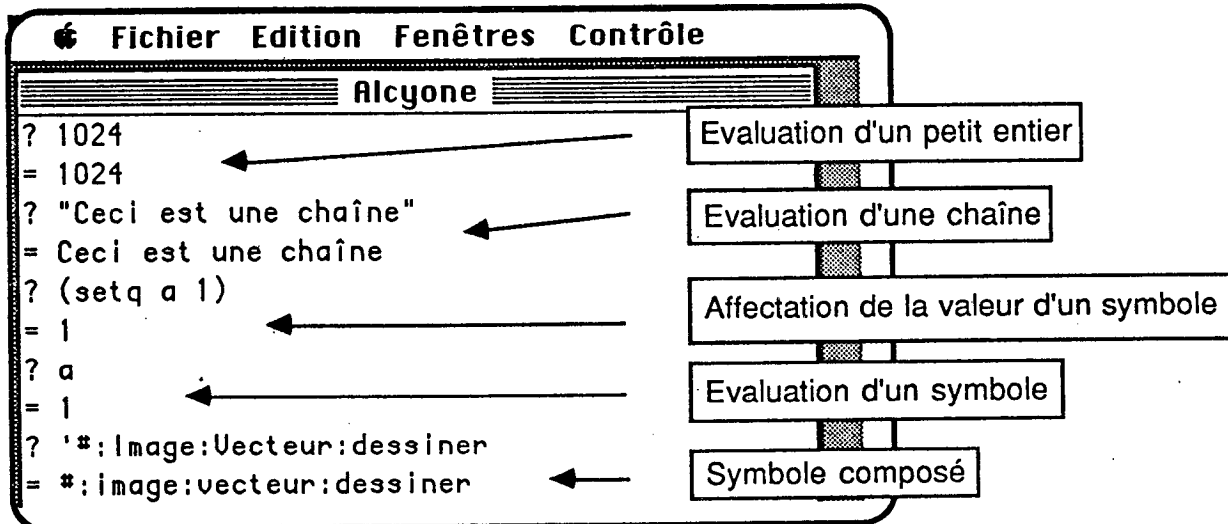 Fichier Edition Fenêtres Contrôle
Alcyone
? 1024
= 1024
? "Ceci est une chaîne"
= Ceci est une chaîne
? (setq a 1)
= 1
? a
= 1
? '#:Image:Vecteur:dessiner
= #:image:vecteur:dessiner
Evaluation d'un petit entier
Evaluation d'une chaîne
Affectation de la valeur d'un symbole
Evaluation d'un symbole
Symbole composé